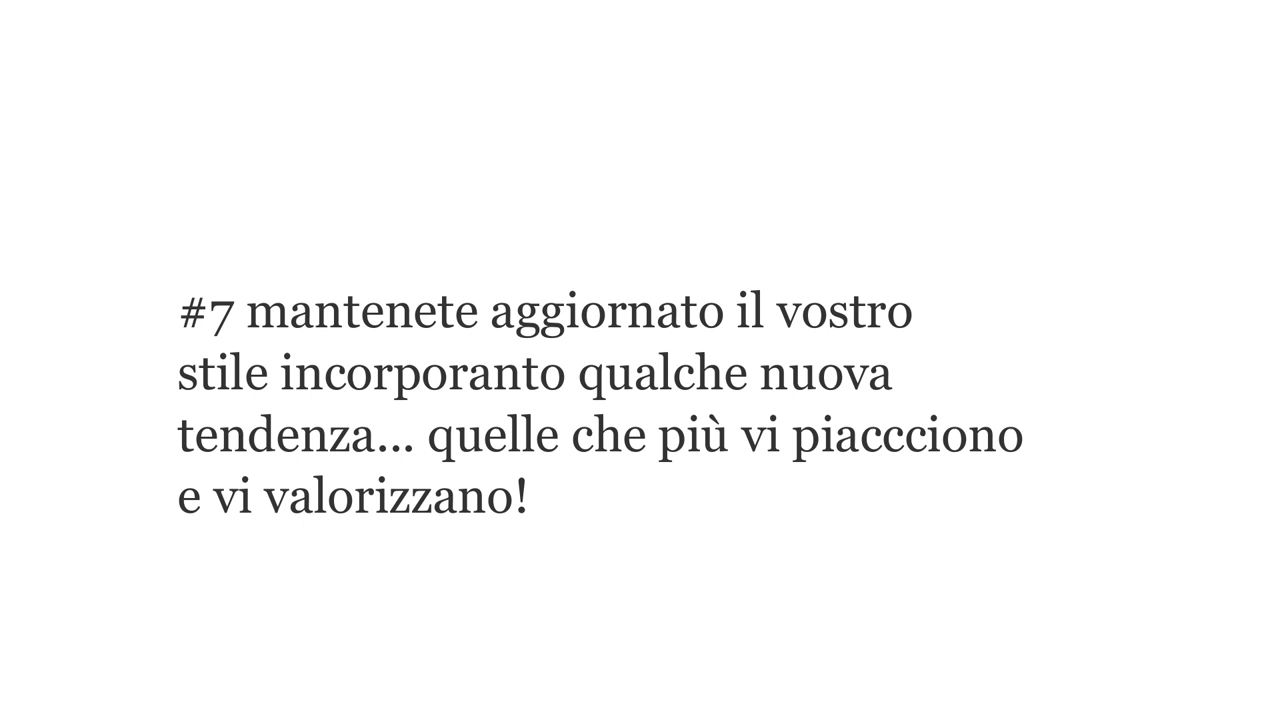 #7 mantenete aggiornato il vostro
stile incorporanto qualche nuova
tendenza... quelle che più vi piaccciono
e vi valorizzano!